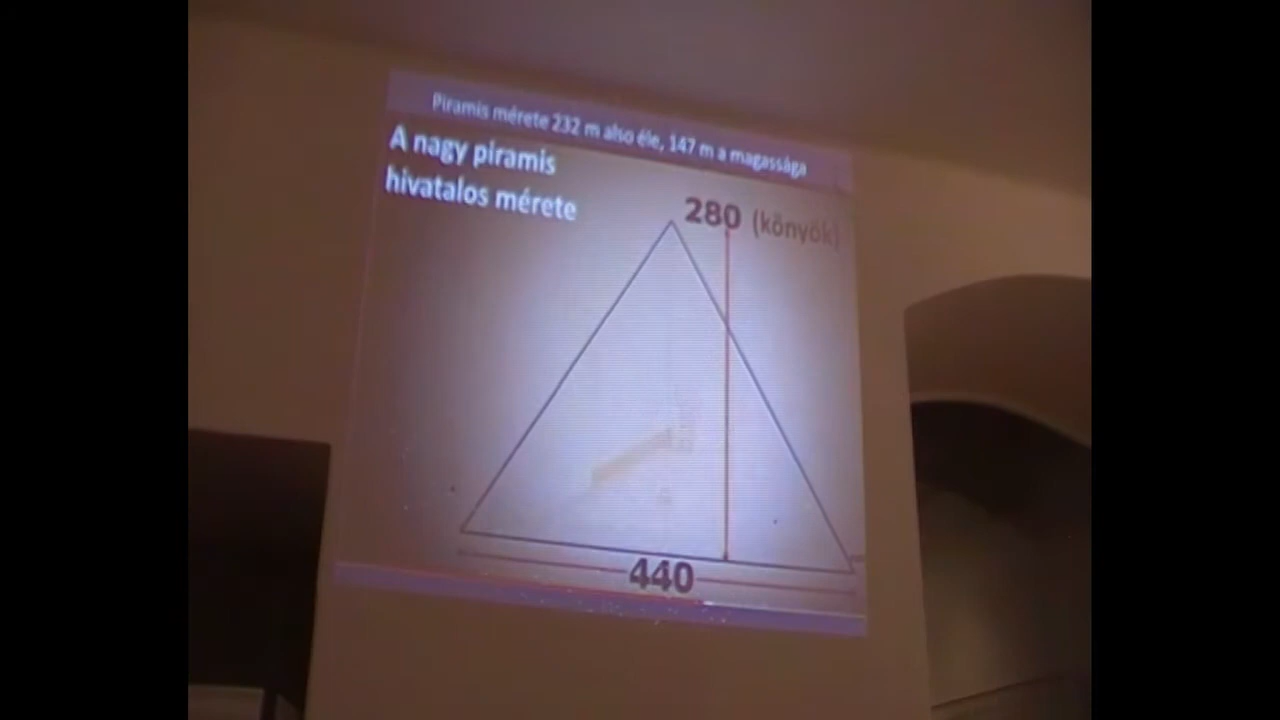 Piramis mérete 232 m also éle, 147 m a magassága
A nagy piramis
hivatalos mérete
280 (könyök)
440